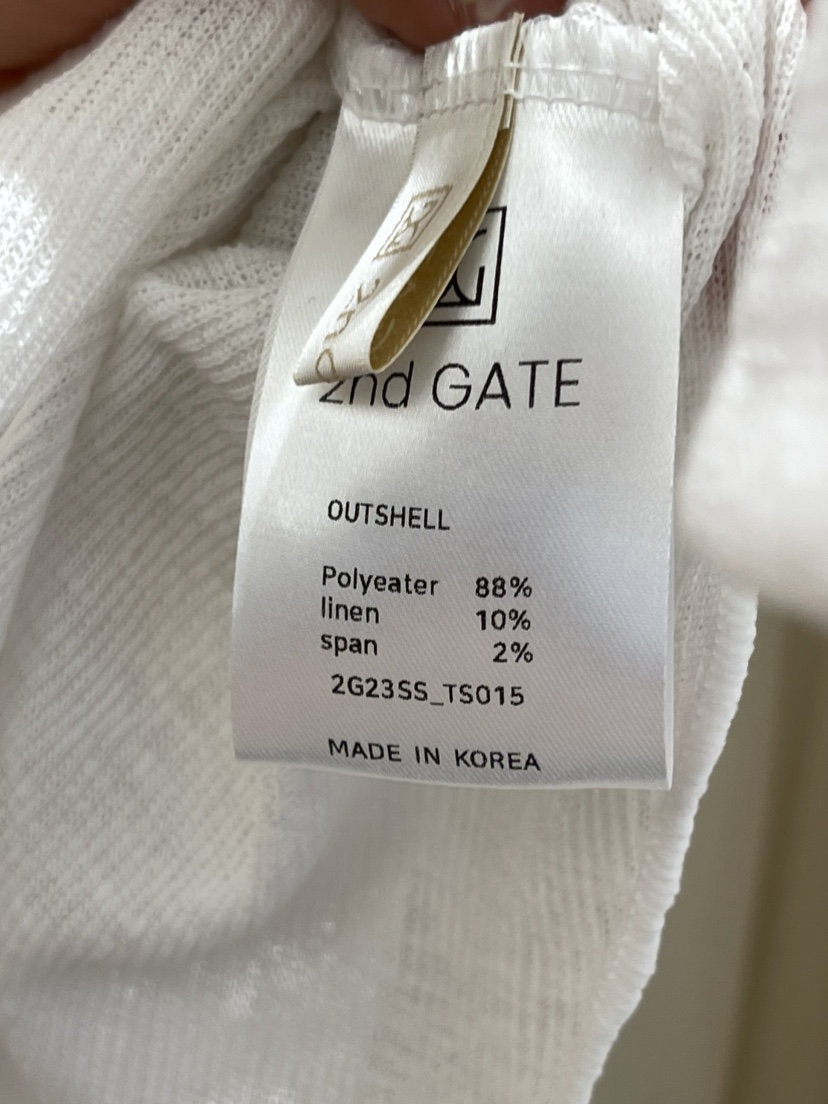 2nd GATE
OUTSHELL
Polyeater 88%
linen 10%
span 2%
2G23SS_TS015
MADE IN KOREA